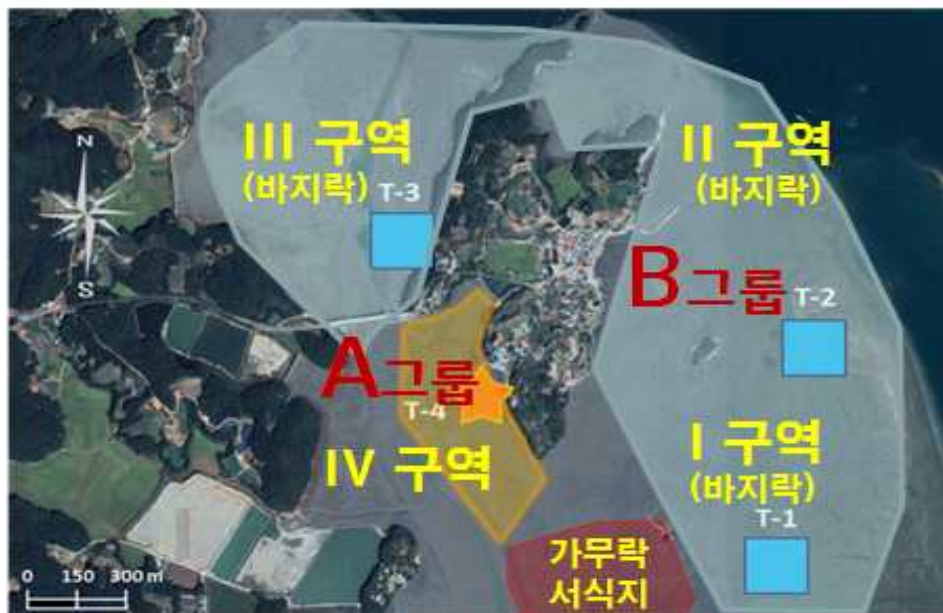 III 구역
(바지락)
T-3
II 구역
(바지락)
N
S
B그룹
T-2
A그룹
T-4
IV 구역
I 구역
(바지락)
T-1
가무락
서식지
0 150 300 m